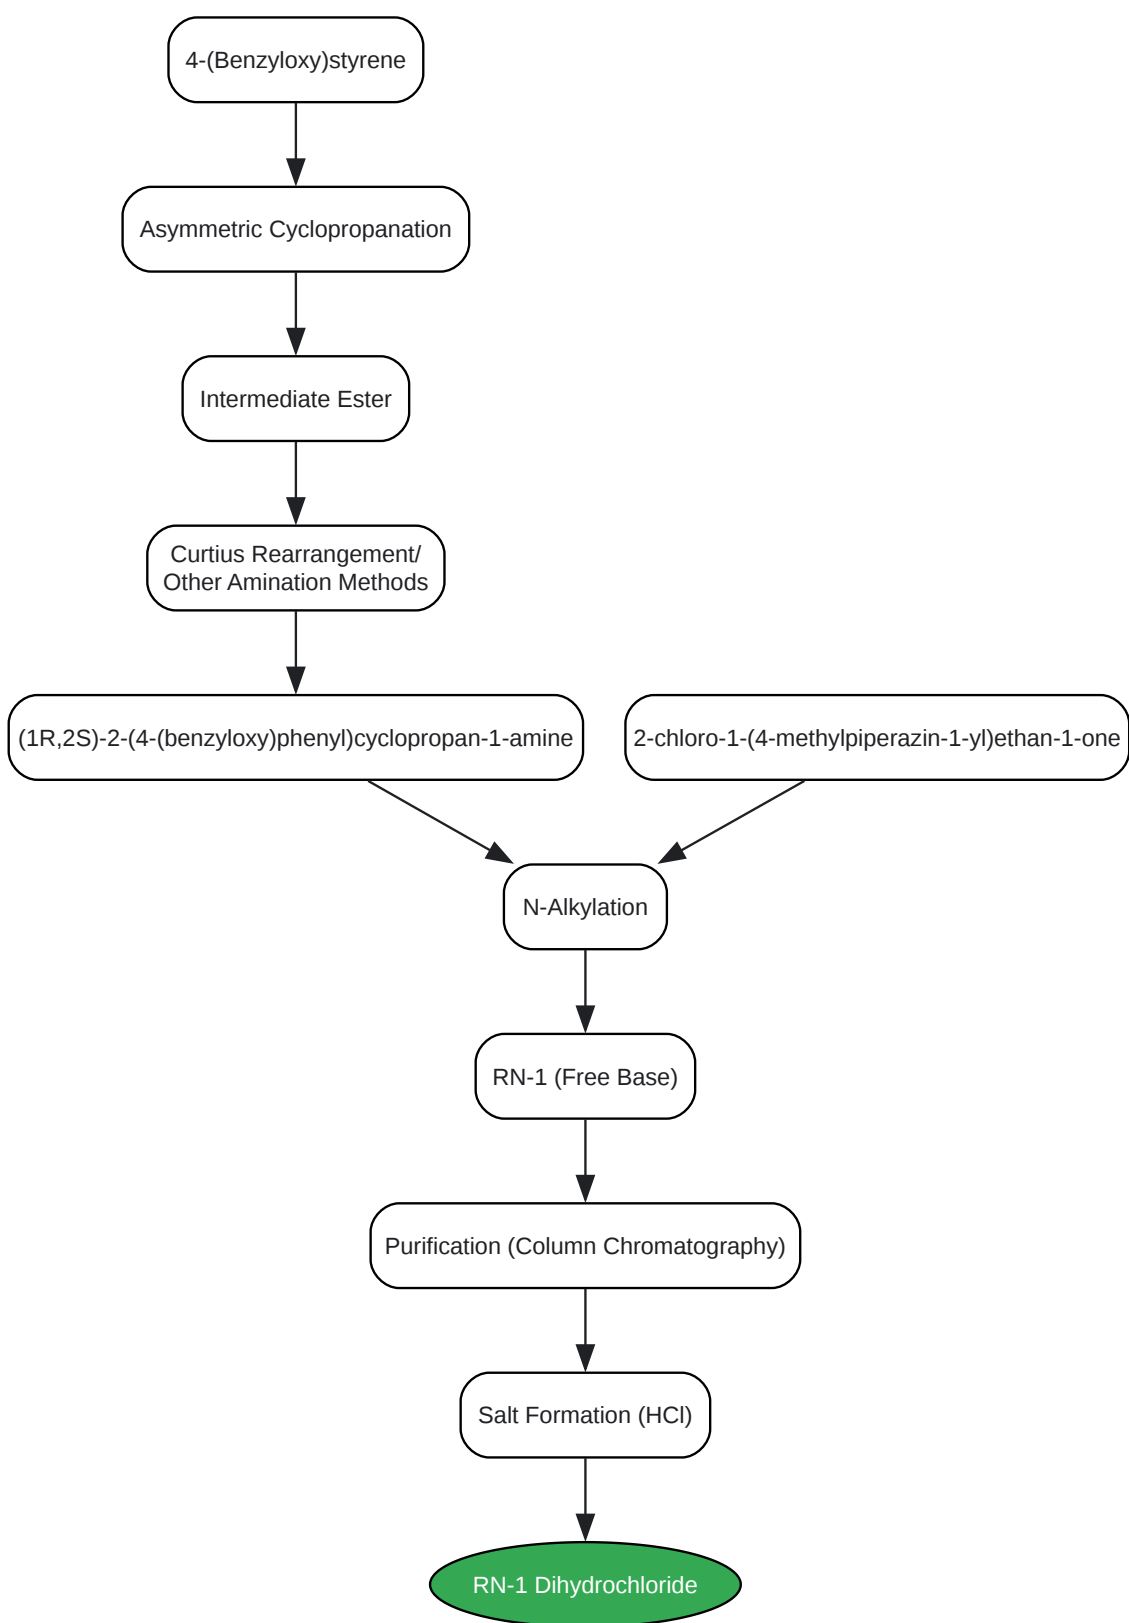 4-(Benzyloxy)styrene
Asymmetric Cyclopropanation
Intermediate Ester
Curtius Rearrangement/
Other Amination Methods
(1R,2S)-2-(4-(benzyloxy)phenyl)cyclopropan-1-amine
2-chloro-1-(4-methylpiperazin-1-yl)ethan-1-one
N-Alkylation
RN-1 (Free Base)
Purification (Column Chromatography)
Salt Formation (HCl)
RN-1 Dihydrochloride